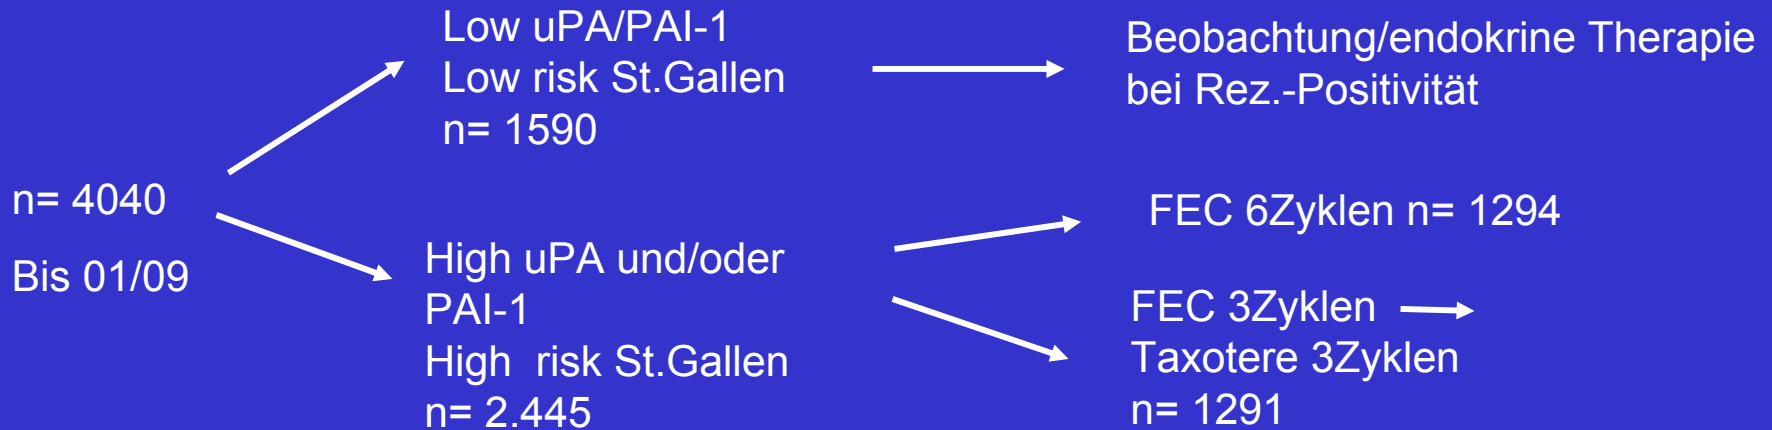 n= 4040
Bis 01/09
Low uPA/PAI-1
Low risk St.Gallen
n= 1590
High uPA und/oder
PAI-1
High risk St.Gallen
n= 2.445
Beobachtung/endokrine Therapie
bei Rez.-Positivität
FEC 6Zyklen n= 1294
FEC 3Zyklen
Taxotere 3Zyklen
n= 1291